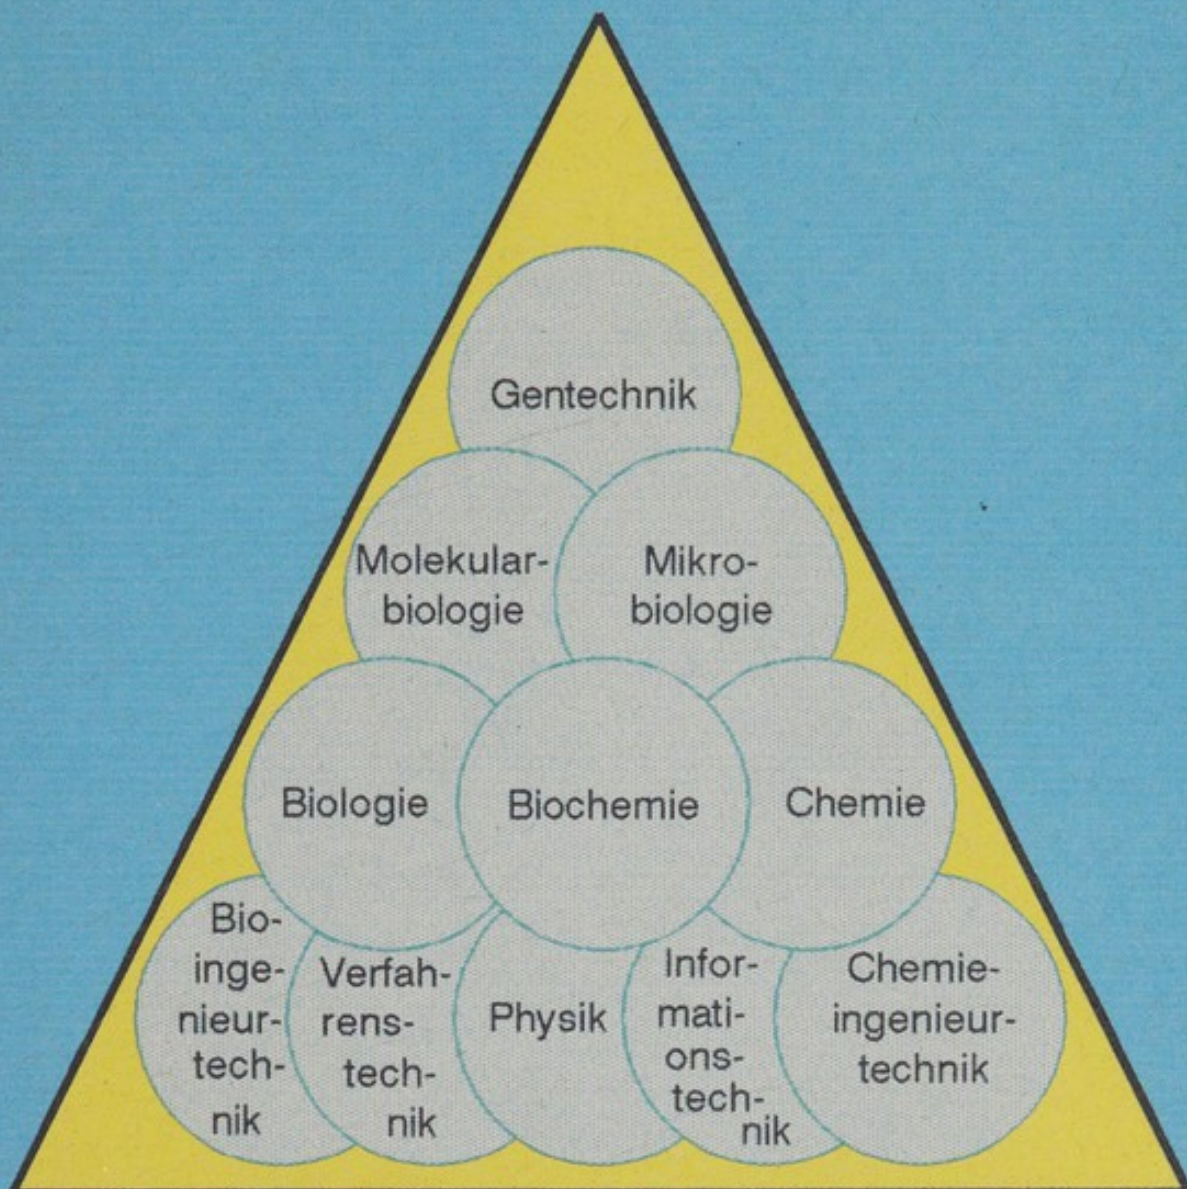 Gentechnik
Molekular-
biologie
Mikro-
biologie
Biologie
Biochemie
Chemie
Bio-
inge-
nieur-
tech-
nik
Verfah-
rens-
tech-
nik
Physik
Infor-
mati-
ons-
tech-
nik
Chemie-
ingenieur-
technik